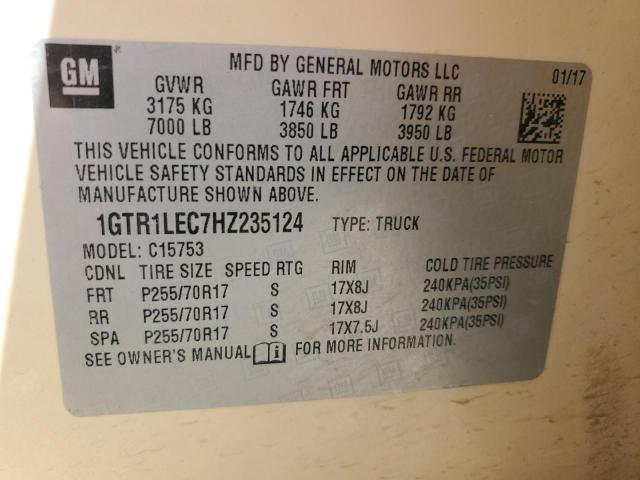 GM
MFD BY GENERAL MOTORS LLC 01/17
GVWR GAWR FRT GAWR RR
3175 KG 1746 KG 1792 KG
7000 LB 3850 LB 3950 LB
THIS VEHICLE CONFORMS TO ALL APPLICABLE U.S. FEDERAL MOTOR
VEHICLE SAFETY STANDARDS IN EFFECT ON THE DATE OF
MANUFACTURE SHOWN ABOVE.
1GTR1LEC7HZ235124 TYPE: TRUCK
MODEL: C15753
CDNL TIRE SIZE SPEED RTG RIM COLD TIRE PRESSURE
FRT P255/70R17 S 17X8J 240KPA(35PSI)
RR P255/70R17 S 17X8J 240KPA(35PSI)
SPA P255/70R17 S 17X7.5J 240KPA(35PSI)
SEE OWNER'S MANUAL i FOR MORE INFORMATION.